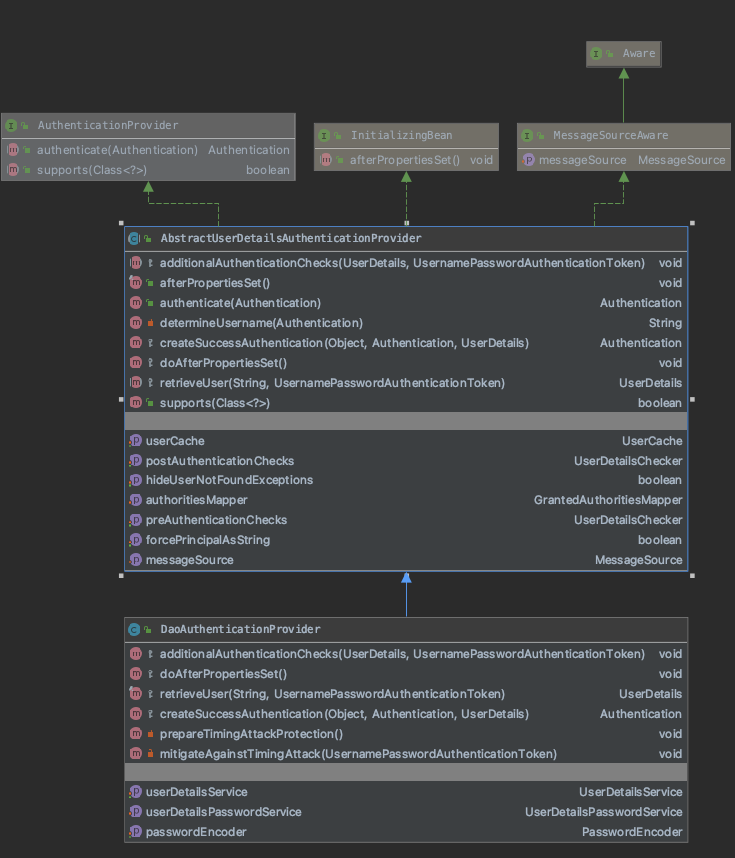 Aware
AuthenticationProvider
authenticate(Authentication) Authentication
supports(Class<?>) boolean
InitializingBean
afterPropertiesSet() void
MessageSourceAware
messageSource MessageSource
AbstractUserDetailsAuthenticationProvider
additionalAuthenticationChecks(UserDetails, UsernamePasswordAuthenticationToken) void
afterPropertiesSet() void
authenticate(Authentication) Authentication
determineUsername(Authentication) String
createSuccessAuthentication(Object, Authentication, UserDetails) Authentication
doAfterPropertiesSet() void
retrieveUser(String, UsernamePasswordAuthenticationToken) UserDetails
supports(Class<?>) boolean
userCache UserCache
postAuthenticationChecks UserDetailsChecker
hideUserNotFoundExceptions boolean
authoritiesMapper GrantedAuthoritiesMapper
preAuthenticationChecks UserDetailsChecker
forcePrincipalAsString boolean
messageSource MessageSource
DaoAuthenticationProvider
additionalAuthenticationChecks(UserDetails, UsernamePasswordAuthenticationToken) void
doAfterPropertiesSet() void
retrieveUser(String, UsernamePasswordAuthenticationToken) UserDetails
createSuccessAuthentication(Object, Authentication, UserDetails) Authentication
prepareTimingAttackProtection() void
mitigateAgainstTimingAttack(UsernamePasswordAuthenticationToken) void
userDetailsService UserDetailsService
userDetailsPasswordService UserDetailsPasswordService
passwordEncoder PasswordEncoder